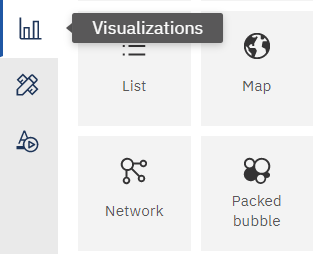 Visualizations
List
Map
Network
Packed
bubble